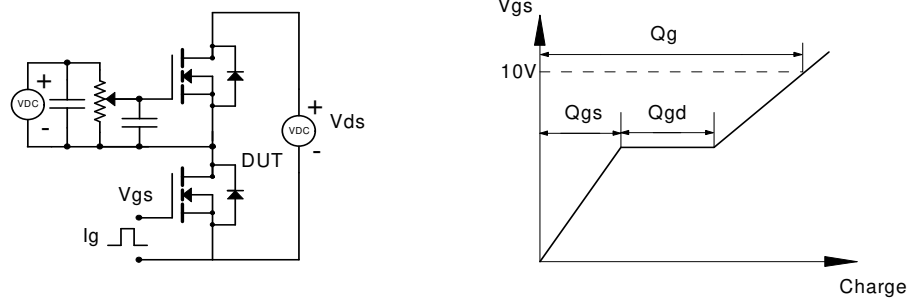 +
VDC
-
+
VDC
-
Vds
DUT
Vgs
Ig
Vgs
Qg
10V
Qgs
Qgd
Charge